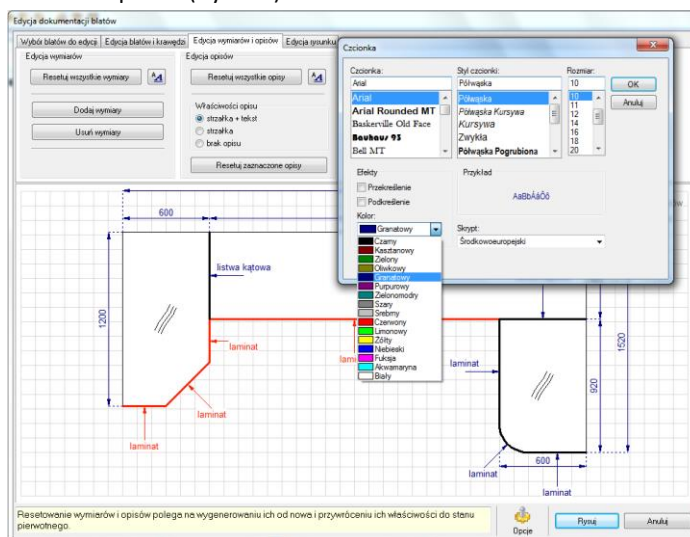 Edycja dokumentacji blatów
Wybór blatów do edycji
Edycja blatów i krawędzi
Edycja wymiarów i opisów
Edycja rysunku
Edycja wymiarów
Resetuj wszystkie wymiary
Dodaj wymiary
Usuń wymiary
Edycja opisów
Resetuj wszystkie opisy
Właściwości opisu
strzałka + tekst
strzałka
brak opisu
Resetuj zaznaczone opisy
Czcionka
Czcionka:
Arial
Arial
Arial Rounded MT
Baskerville Old Face
Bauhaus 93
Bell MT
Styl czcionki:
Półwąska
Półwąska
Półwąska Kursywa
Kursywa
Zwykła
Półwąska Pogrubiona
Rozmiar:
10
10
11
12
14
16
18
20
OK
Anuluj
Efekty
Przekreślenie
Podkreślenie
Kolor:
Granatowy
Czarny
Kasztanowy
Zielony
Oliwkowy
Granatowy
Purpurowy
Zielonomodry
Szary
Srebrny
Czerwony
Limonowy
Żółty
Niebieski
Fuksja
Akwamaryna
Biały
Przykład
AaBbÁáÔô
Skrypt:
Środkowoeuropejski
600
listwa kątowa
1200
laminat
laminat
laminat
laminat
920
1520
600
laminat
laminat
Resetowanie wymiarów i opisów polega na wygenerowaniu ich od nowa i przywróceniu ich właściwości do stanu
pierwotnego.
Opcje
Rysuj
Anuluj